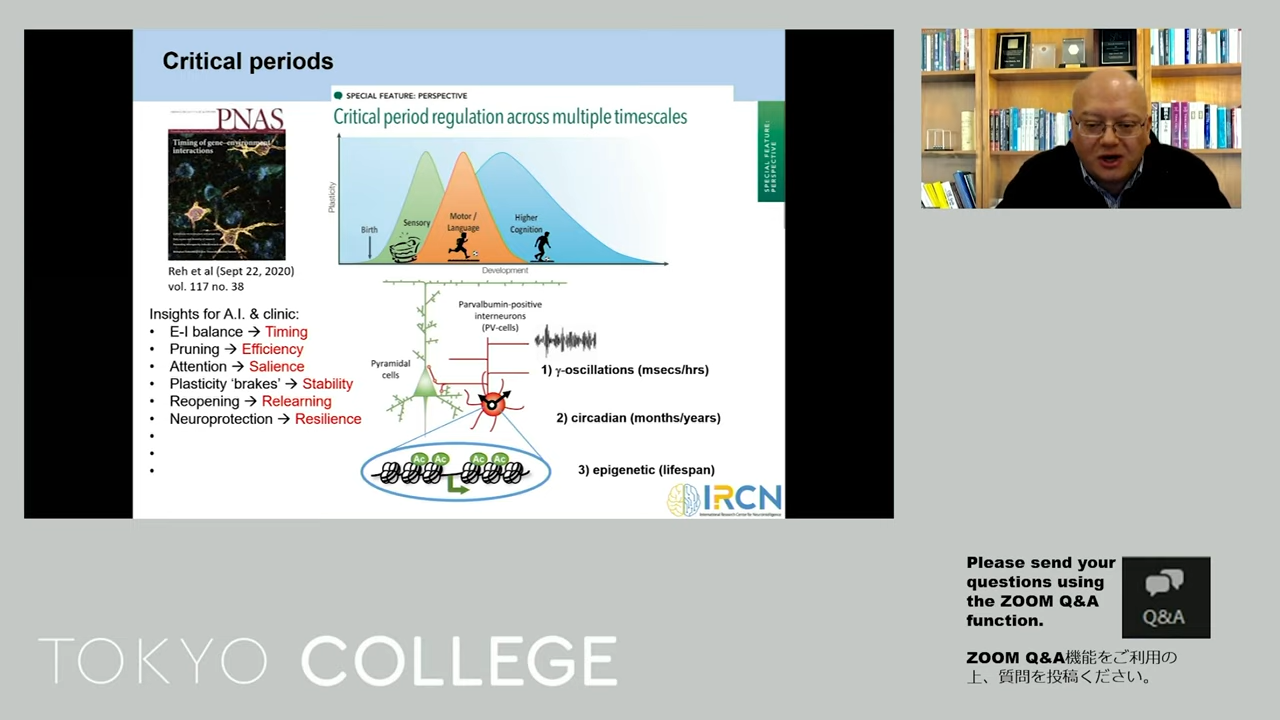 Critical periods
SPECIAL FEATURE: PERSPECTIVE
Critical period regulation across multiple timescales
PNAS
Timing of gene–environment
interactions
Reh et al (Sept 22, 2020)
vol. 117 no. 38
Plasticity
Birth
Sensory
Motor /
Language
Higher
Cognition
Development
SPECIAL FEATURE:
PERSPECTIVE
Insights for A.I. & clinic:
• E-I balance → Timing
• Pruning → Efficiency
• Attention → Salience
• Plasticity ‘brakes’ → Stability
• Reopening → Relearning
• Neuroprotection → Resilience
•
•
•
Parvalbumin-positive
interneurons
(PV-cells)
Pyramidal
cells
1) γ-oscillations (msecs/hrs)
2) circadian (months/years)
3) epigenetic (lifespan)
Ac Ac Ac Ac
IRCN
International Research Center for Neurointelligence
Please send your
questions using
the ZOOM Q&A
function.
Q&A
ZOOM Q&A機能をご利用の
上、質問を投稿ください。
TOKYO COLLEGE